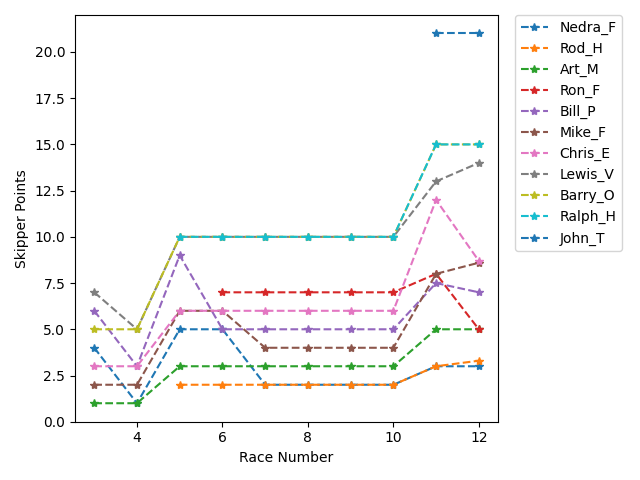 20.0
17.5
15.0
12.5
10.0
7.5
5.0
2.5
0.0
Skipper Points
4
6
8
10
12
Race Number
Nedra_F
Rod_H
Art_M
Ron_F
Bill_P
Mike_F
Chris_E
Lewis_V
Barry_O
Ralph_H
John_T